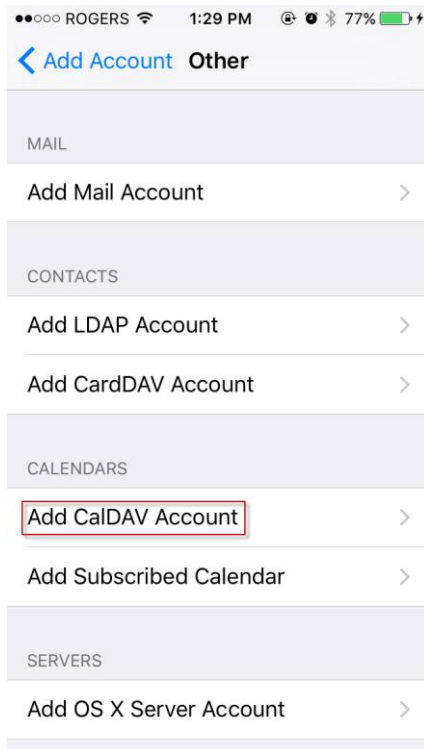 ROGERS 1:29 PM 77%
Add Account Other
MAIL
Add Mail Account
CONTACTS
Add LDAP Account
Add CardDAV Account
CALENDARS
Add CalDAV Account
Add Subscribed Calendar
SERVERS
Add OS X Server Account